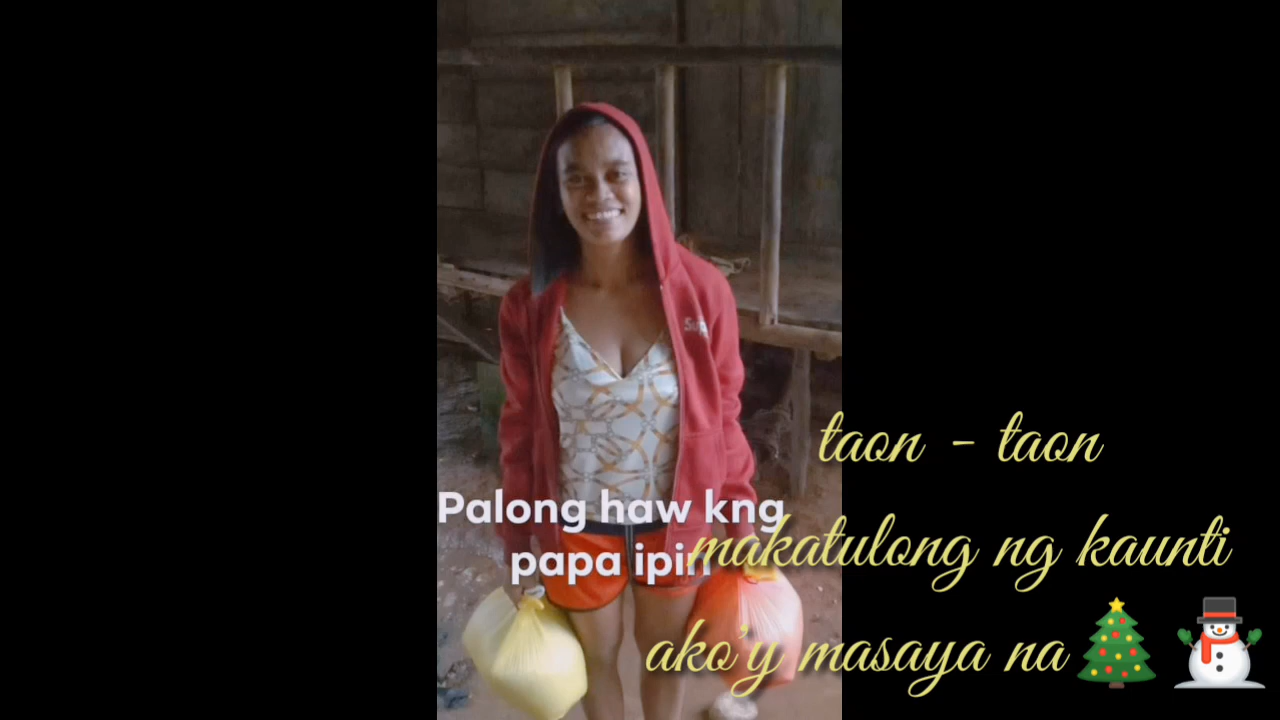 Palong haw kng
papa ipin
taon - taon
makatulong ng kaunti
ako'y masaya na